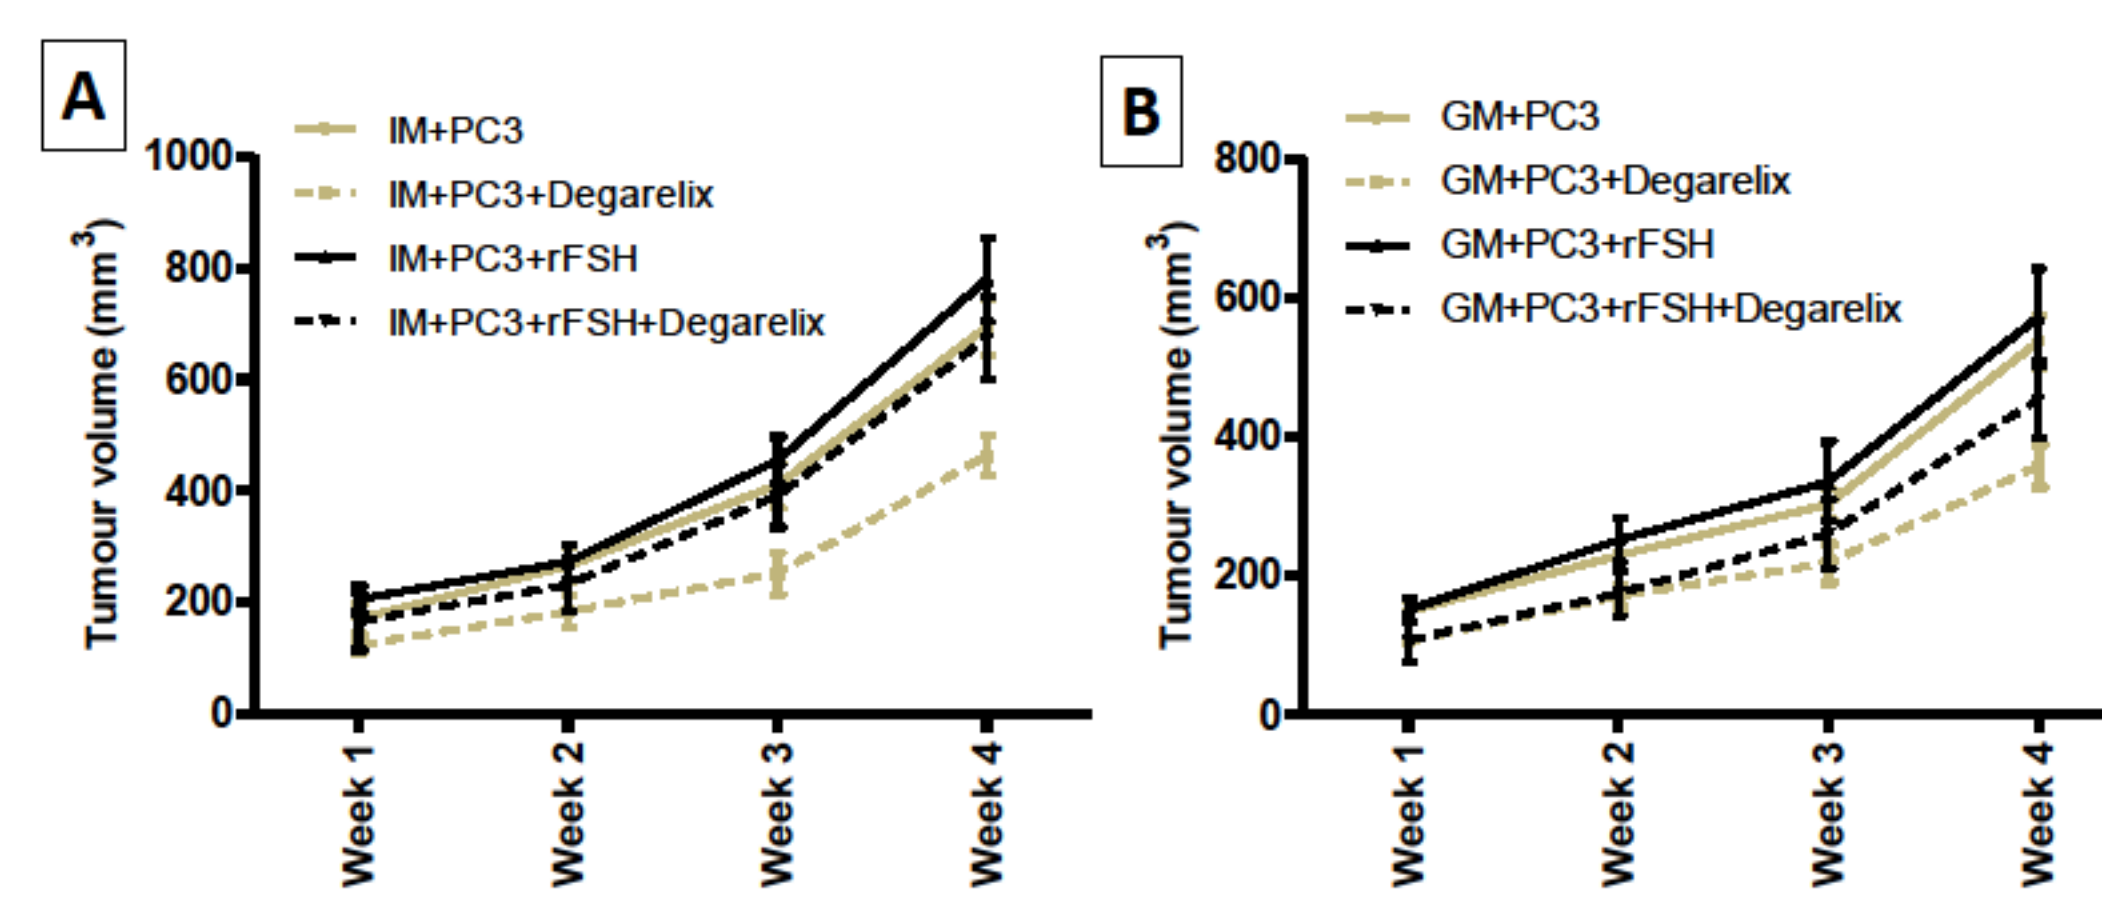 A
IM+PC3
IM+PC3+Degarelix
IM+PC3+rFSH
IM+PC3+rFSH+Degarelix
Tumour volume (mm³)
1000
800
600
400
200
0
Week 1
Week 2
Week 3
Week 4
B
GM+PC3
GM+PC3+Degarelix
GM+PC3+rFSH
GM+PC3+rFSH+Degarelix
Tumour volume (mm³)
800
600
400
200
0
Week 1
Week 2
Week 3
Week 4